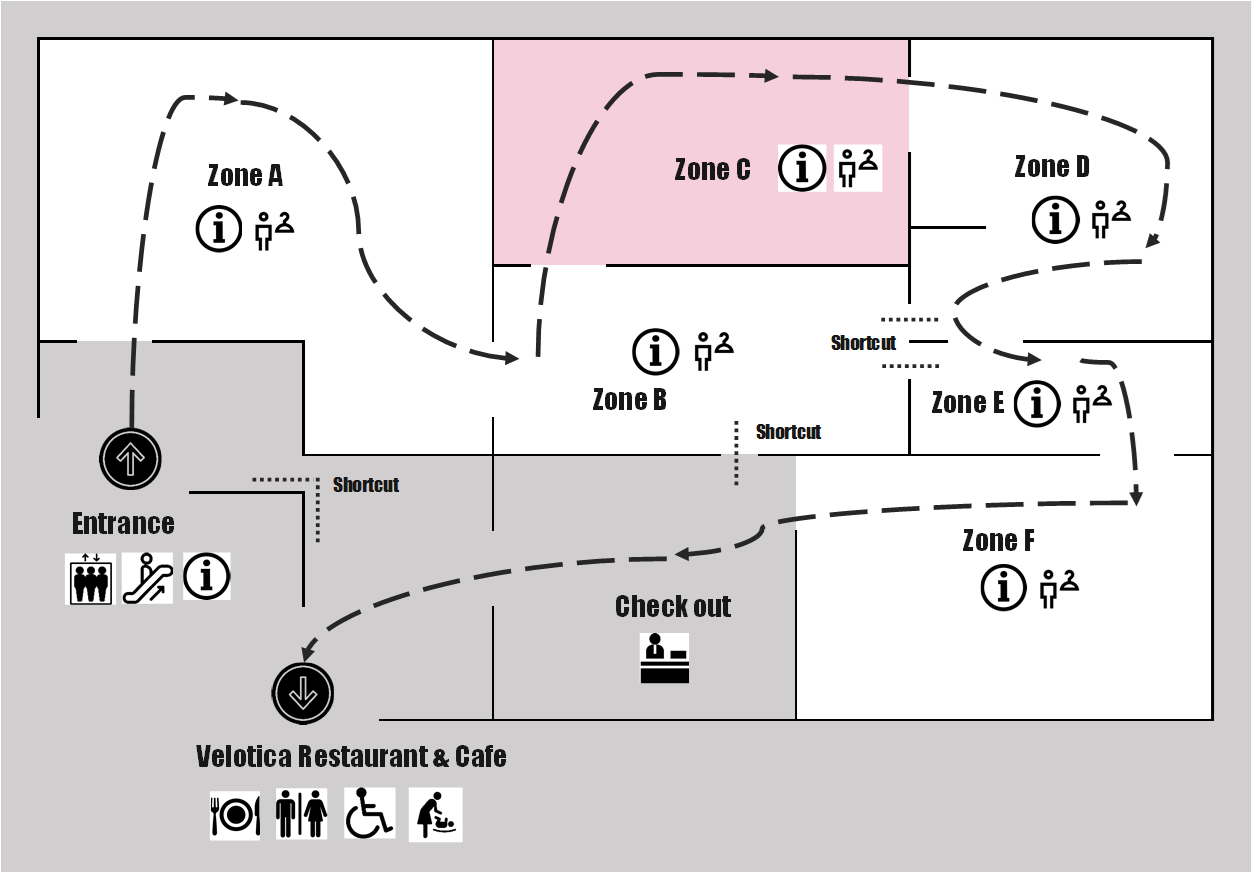 Zone A
Zone C
Zone D
Zone B
Shortcut
Zone E
Shortcut
Entrance
Shortcut
Zone F
Check out
Velotica Restaurant & Cafe